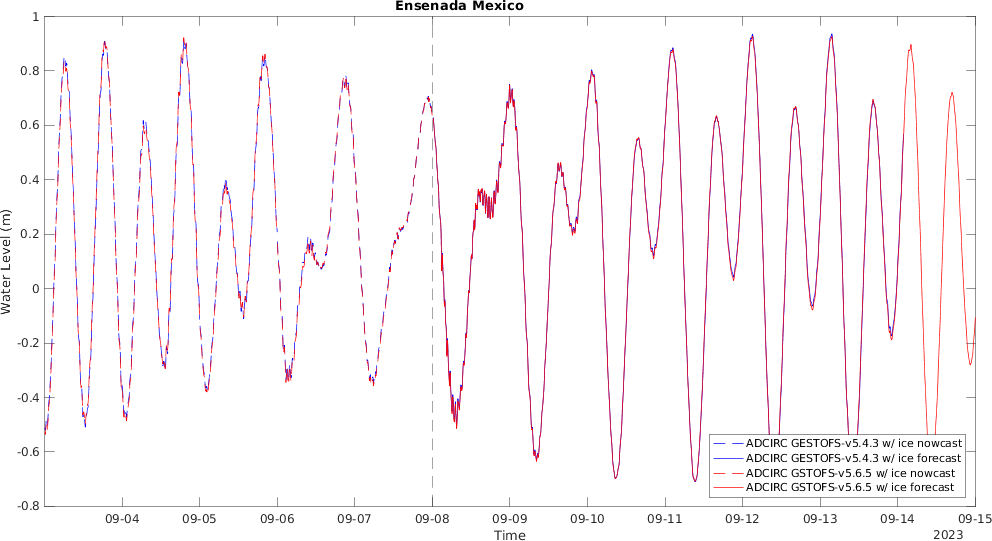 Ensenada Mexico
1
0.8
0.6
0.4
0.2
0
-0.2
-0.4
-0.6
-0.8
Water Level (m)
ADCIRC GESTOFS-v5.4.3 w/ ice nowcast
ADCIRC GESTOFS-v5.4.3 w/ ice forecast
ADCIRC GSTOFS-v5.6.5 w/ ice nowcast
ADCIRC GSTOFS-v5.6.5 w/ ice forecast
09-04 09-05 09-06 09-07 09-08 09-09 09-10 09-11 09-12 09-13 09-14 09-15
Time
2023